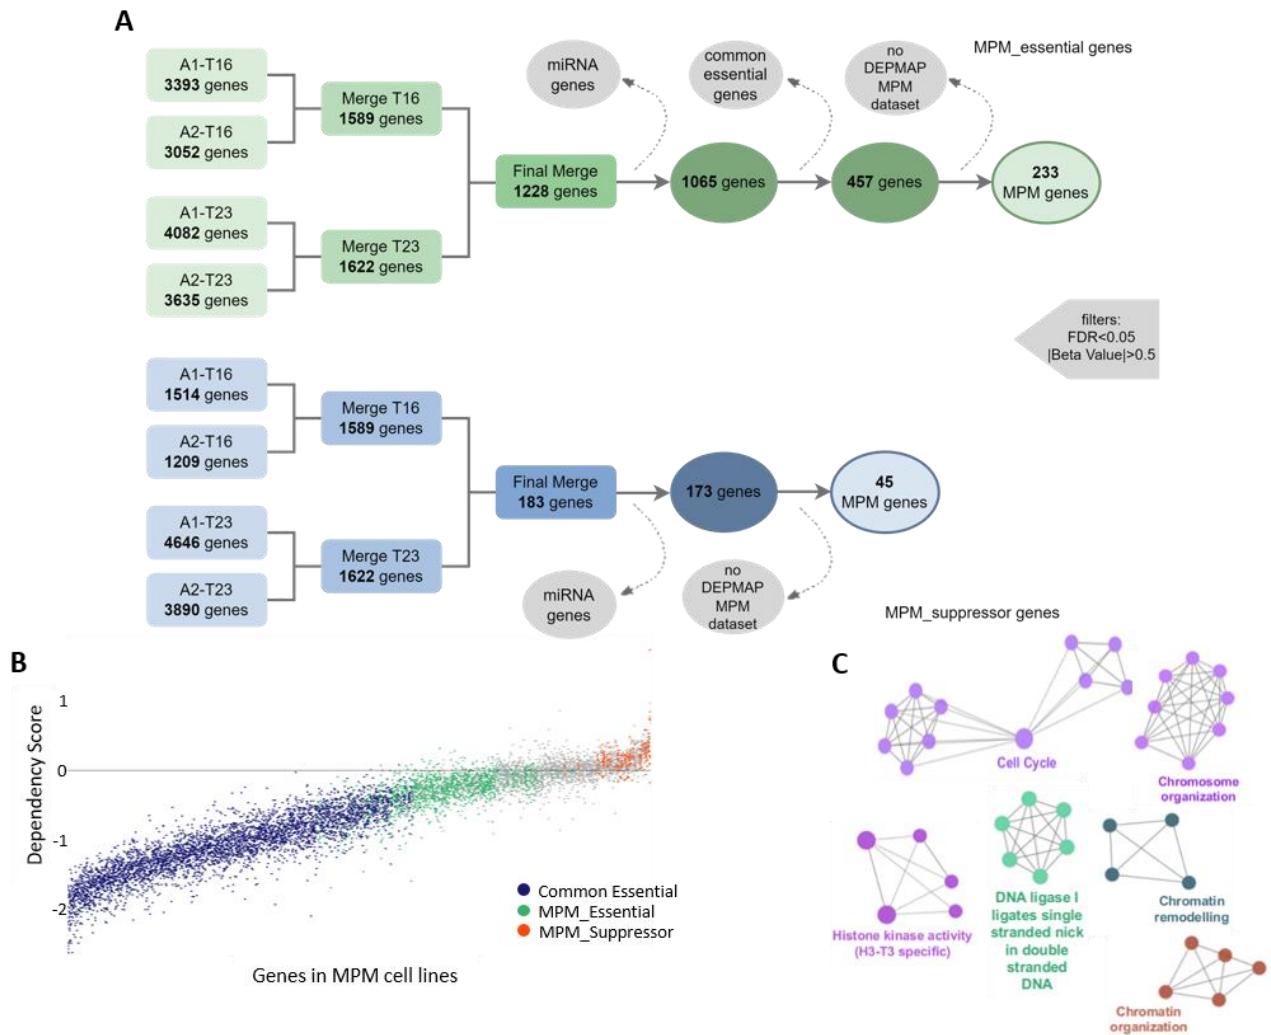 A
A1-T16
3393 genes
A2-T16
3052 genes
A1-T23
4082 genes
A2-T23
3635 genes
Merge T16
1589 genes
Merge T23
1622 genes
Final Merge
1228 genes
miRNA
genes
1065 genes
common
essential
genes
457 genes
no
DEPMAP
MPM
dataset
MPM_essential genes
233
MPM genes
filters:
FDR<0.05
|Beta Value|>0.5
A1-T16
1514 genes
A2-T16
1209 genes
A1-T23
4646 genes
A2-T23
3890 genes
Merge T16
1589 genes
Merge T23
1622 genes
Final Merge
183 genes
miRNA
genes
173 genes
no
DEPMAP
MPM
dataset
45
MPM genes
MPM_suppressor genes
B
Dependency Score
1
0
-1
-2
Common Essential
MPM_Essential
MPM_Suppressor
Genes in MPM cell lines
C
Cell Cycle
Chromosome
organization
Histone kinase activity
(H3-T3 specific)
DNA ligase I
ligates single
stranded nick
in double
stranded
DNA
Chromatin
remodelling
Chromatin
organization